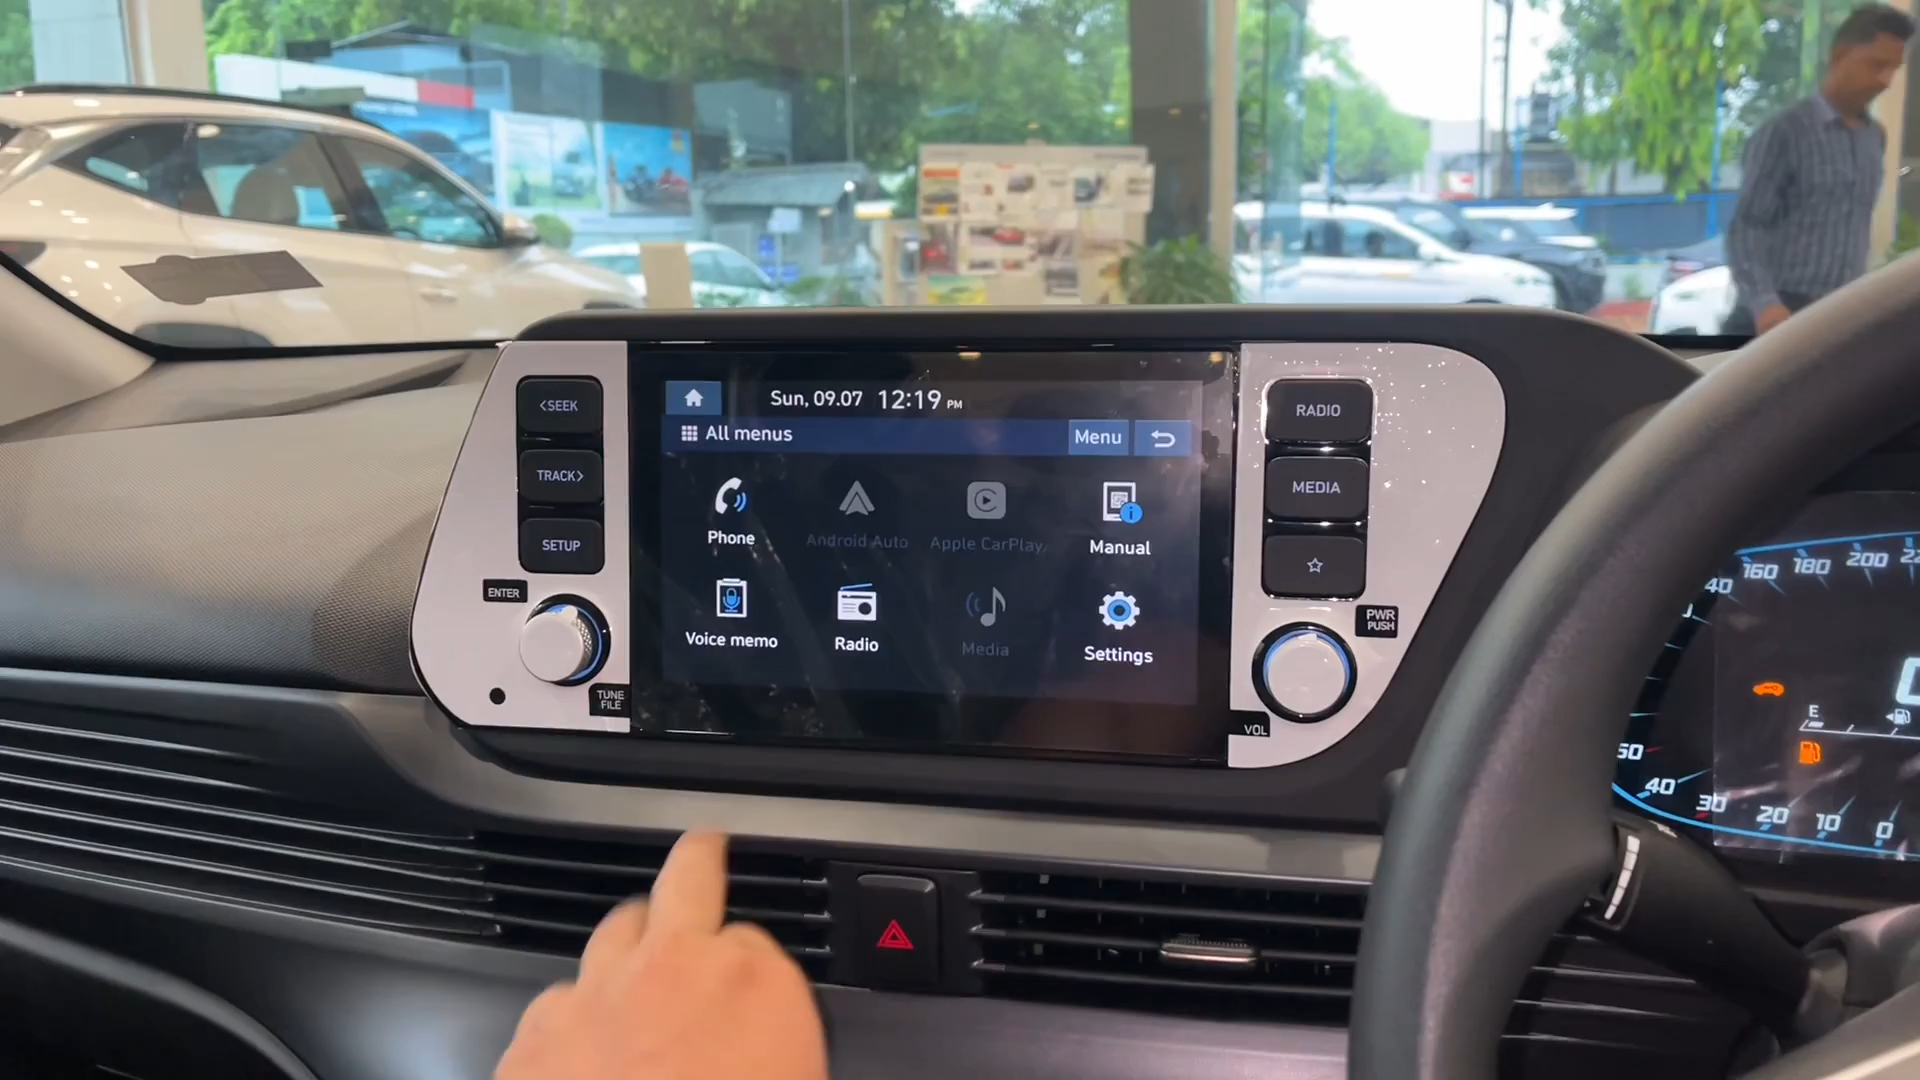 Sun, 09.07 12:19 PM
All menus
Menu
Phone
Android Auto
Apple CarPlay
Manual
Voice memo
Radio
Media
Settings
<SEEK
TRACK>
SETUP
ENTER
TUNE
FILE
RADIO
MEDIA
PWR
PUSH
VOL
160 180 200
E
40
30
20
10
0